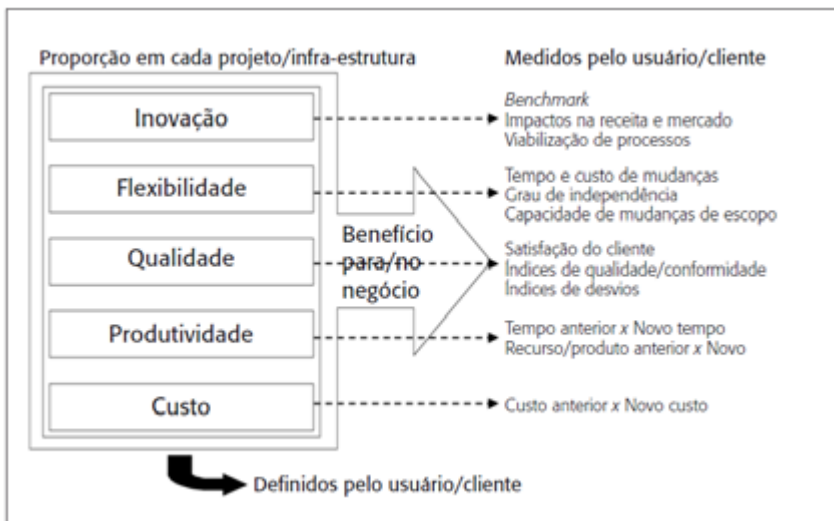 Proporção em cada projeto/infra-estrutura
Inovação
Flexibilidade
Qualidade
Produtividade
Custo
Benefício
para/no
negócio
Medidos pelo usuário/cliente
Benchmark
Impactos na receita e mercado
Viabilização de processos
Tempo e custo de mudanças
Grau de independência
Capacidade de mudanças de escopo
Satisfação do cliente
Índices de qualidade/conformidade
Índices de desvios
Tempo anterior x Novo tempo
Recurso/produto anterior x Novo
Custo anterior x Novo custo
Definidos pelo usuário/cliente